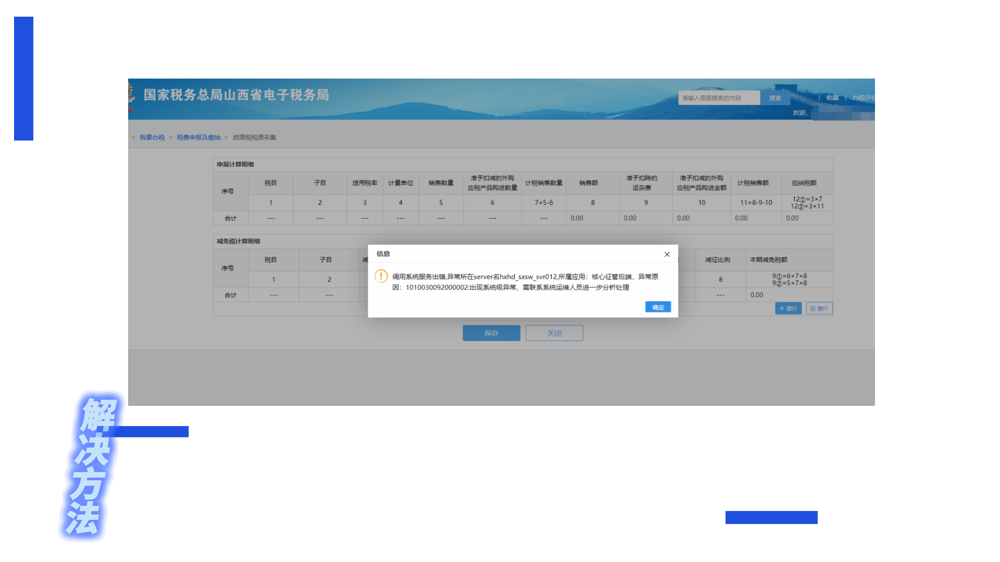 国家税务总局山西省电子税务局
请输入需要搜索的内容
搜索
| 收藏 | 办税评价
欢迎,
> 我要办税 > 税费申报及缴纳 > 资源税税源采集
申报计算明细
序号 税目 子目 适用税率 计量单位 销售数量 准予扣减的外购 计税销售数量 销售额 准予扣除的 准予扣减的外购 计税销售额 应纳税额
应税产品购进数量 运杂费 应税产品购进金额
1 2 3 4 5 6 7=5-6 8 9 10 11=8-9-10 12①=3×7
12②=3×11
合计 --- --- --- --- --- --- --- 0.00 0.00 0.00 0.00 0.00
减免税计算明细
序号 税目 子目 减 减征比例 本期减免税额
1 2 8 9①=6×7×8
9②=5×7×8
合计 --- --- --- 0.00
增行 删行
信息
调用系统服务出错,异常所在server名hxhd_sxsw_svr012,所属应用：核心征管后端，异常原
因：1010030092000002:出现系统级异常，需联系系统运维人员进一步分析处理
确定
保存 关闭
解决方法